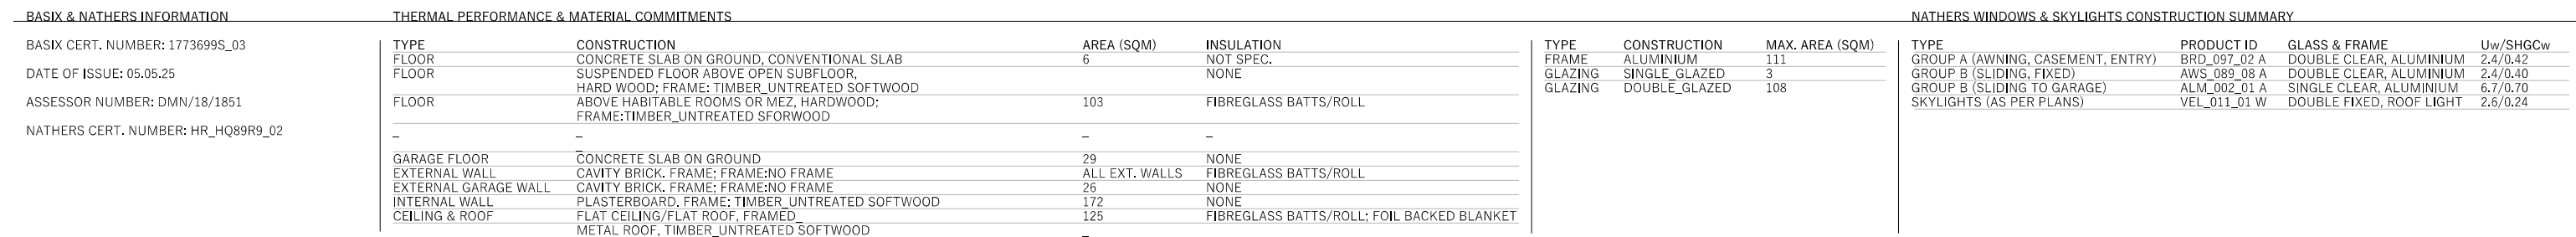 BASIX & NATHERS INFORMATION
BASIX CERT. NUMBER: 1773699S_03
DATE OF ISSUE: 05.05.25
ASSESSOR NUMBER: DMN/18/1851
NATHERS CERT. NUMBER: HR_HQ89R9_02
THERMAL PERFORMANCE & MATERIAL COMMITMENTS
TYPE CONSTRUCTION AREA (SQM) INSULATION
FLOOR CONCRETE SLAB ON GROUND, CONVENTIONAL SLAB 6 NOT SPEC.
FLOOR SUSPENDED FLOOR ABOVE OPEN SUBFLOOR, NONE
HARD WOOD; FRAME: TIMBER_UNTREATED SOFTWOOD
FLOOR ABOVE HABITABLE ROOMS OR MEZ, HARDWOOD; 103 FIBREGLASS BATTS/ROLL
FRAME:TIMBER_UNTREATED SFORWOOD
_ _ _ _
_
GARAGE FLOOR CONCRETE SLAB ON GROUND 29 NONE
EXTERNAL WALL CAVITY BRICK. FRAME; FRAME:NO FRAME ALL EXT. WALLS FIBREGLASS BATTS/ROLL
EXTERNAL GARAGE WALL CAVITY BRICK. FRAME; FRAME:NO FRAME 26 NONE
INTERNAL WALL PLASTERBOARD. FRAME: TIMBER_UNTREATED SOFTWOOD 172 NONE
CEILING & ROOF FLAT CEILING/FLAT ROOF, FRAMED_ 125 FIBREGLASS BATTS/ROLL; FOIL BACKED BLANKET
METAL ROOF, TIMBER_UNTREATED SOFTWOOD _
TYPE CONSTRUCTION MAX. AREA (SQM)
FRAME ALUMINIUM 111
GLAZING SINGLE_GLAZED 3
GLAZING DOUBLE_GLAZED 108
NATHERS WINDOWS & SKYLIGHTS CONSTRUCTION SUMMARY
TYPE PRODUCT ID GLASS & FRAME Uw/SHGCw
GROUP A (AWNING, CASEMENT, ENTRY) BRD_097_02 A DOUBLE CLEAR, ALUMINIUM 2.4/0.42
GROUP B (SLIDING, FIXED) AWS_089_08 A DOUBLE CLEAR, ALUMINIUM 2.4/0.40
GROUP B (SLIDING TO GARAGE) ALM_002_01 A SINGLE CLEAR, ALUMINIUM 6.7/0.70
SKYLIGHTS (AS PER PLANS) VEL_011_01 W DOUBLE FIXED, ROOF LIGHT 2.6/0.24